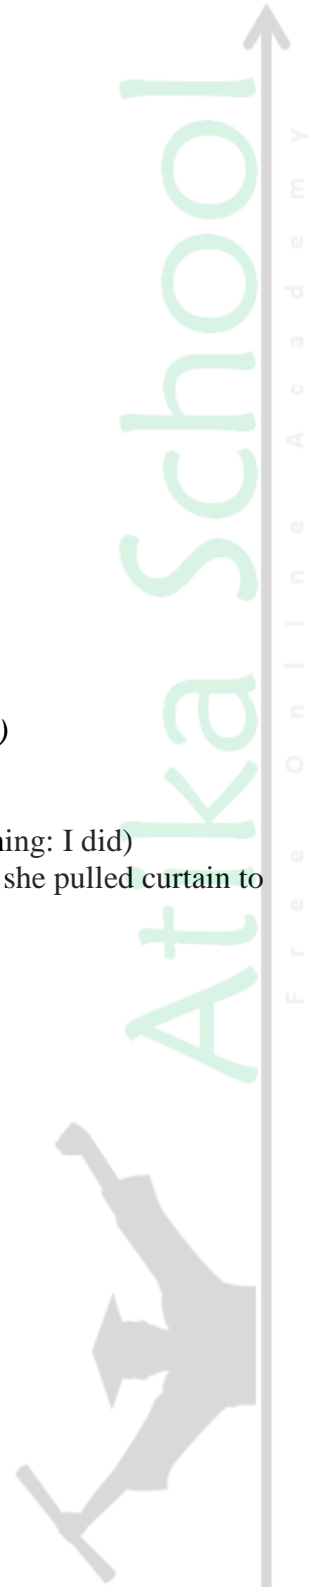 )
ning: I did)
she pulled curtain to
Atika School
Free Online Academy